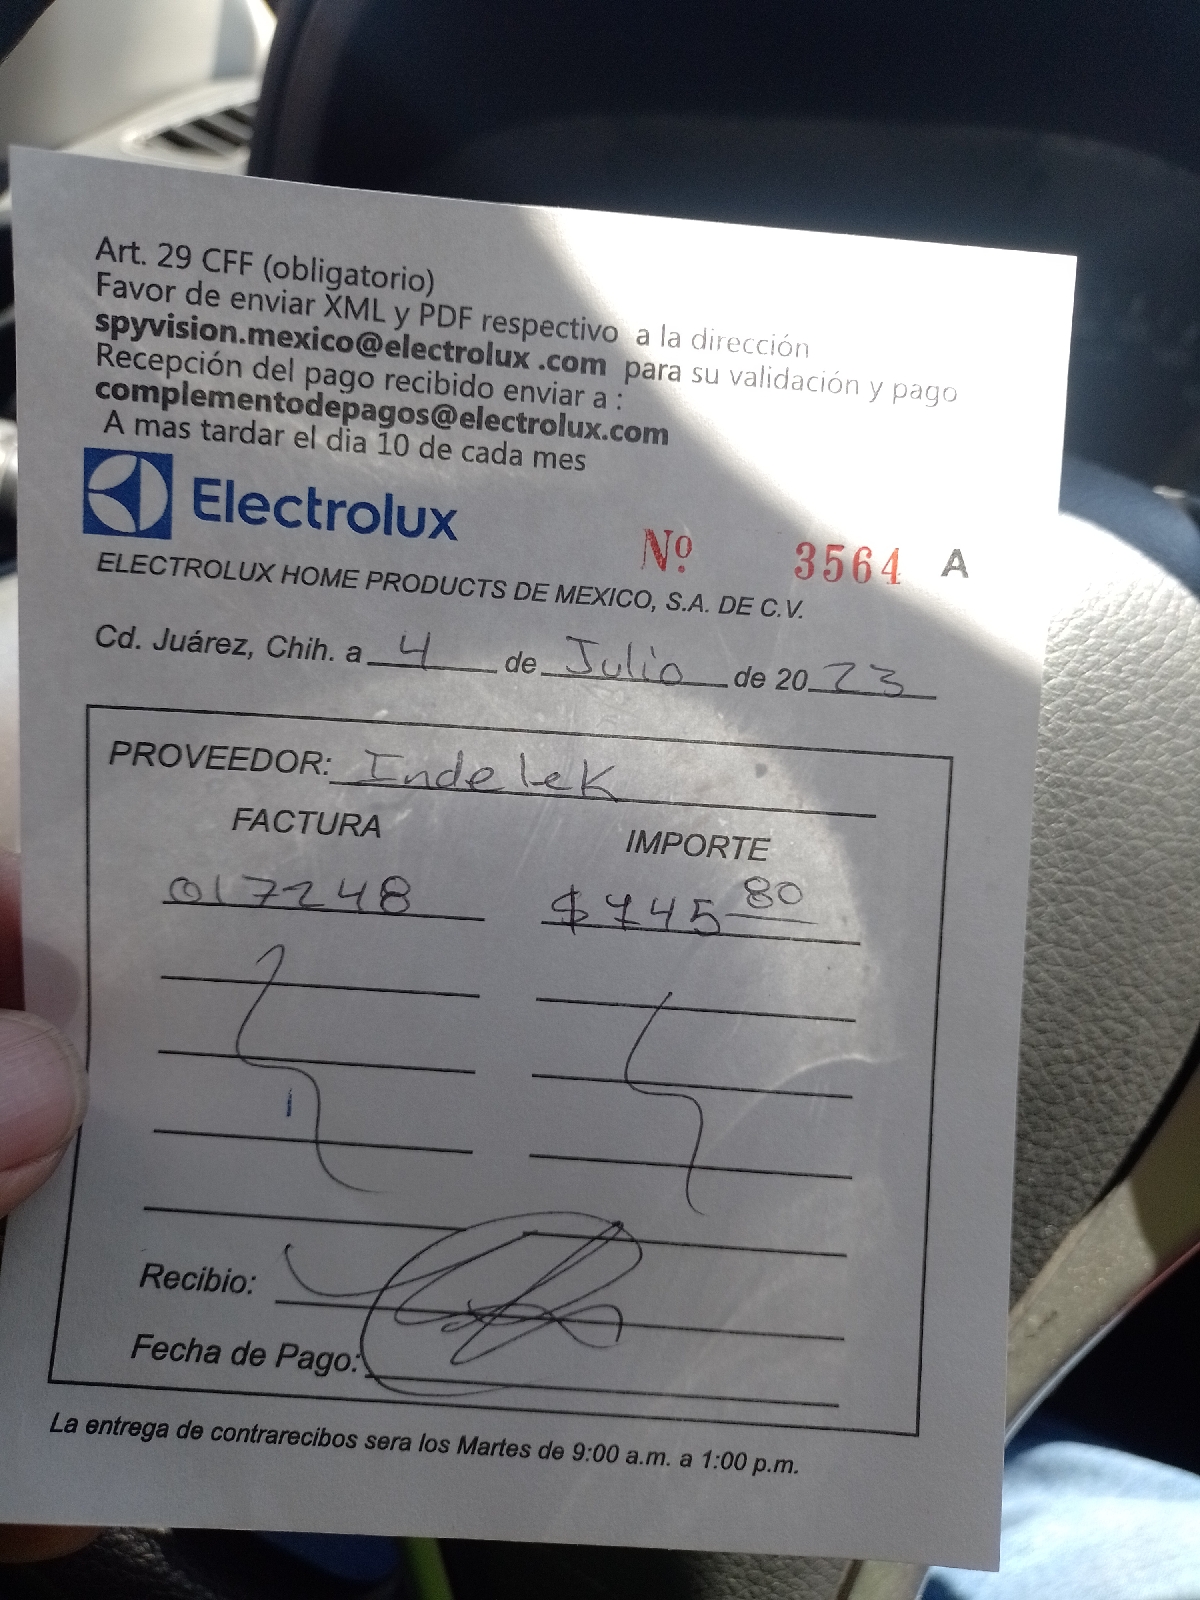 Art. 29 CFF (obligatorio)
Favor de enviar XML y PDF respectivo a la dirección
spyvision.mexico@electrolux .com para su validación y pago
Recepción del pago recibido enviar a :
complementodepagos@electrolux.com
A mas tardar el dia 10 de cada mes
Electrolux
Nº 3564 A
ELECTROLUX HOME PRODUCTS DE MEXICO, S.A. DE C.V.
Cd. Juárez, Chih. a 4 de Julio de 2023
PROVEEDOR: Indelek
FACTURA IMPORTE
017248 $745 80
Recibio:
Fecha de Pago:
La entrega de contrarecibos sera los Martes de 9:00 a.m. a 1:00 p.m.